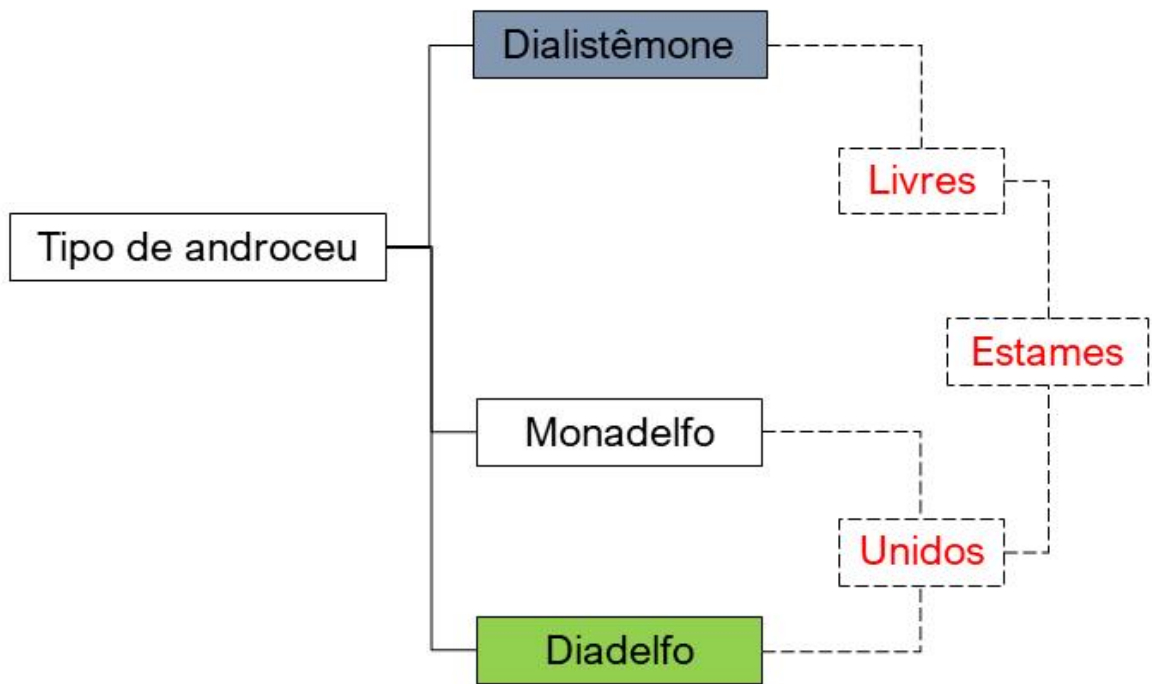 Dialistêmone
Livres
Tipo de androceu
Estames
Monadelfo
Unidos
Diadelfo